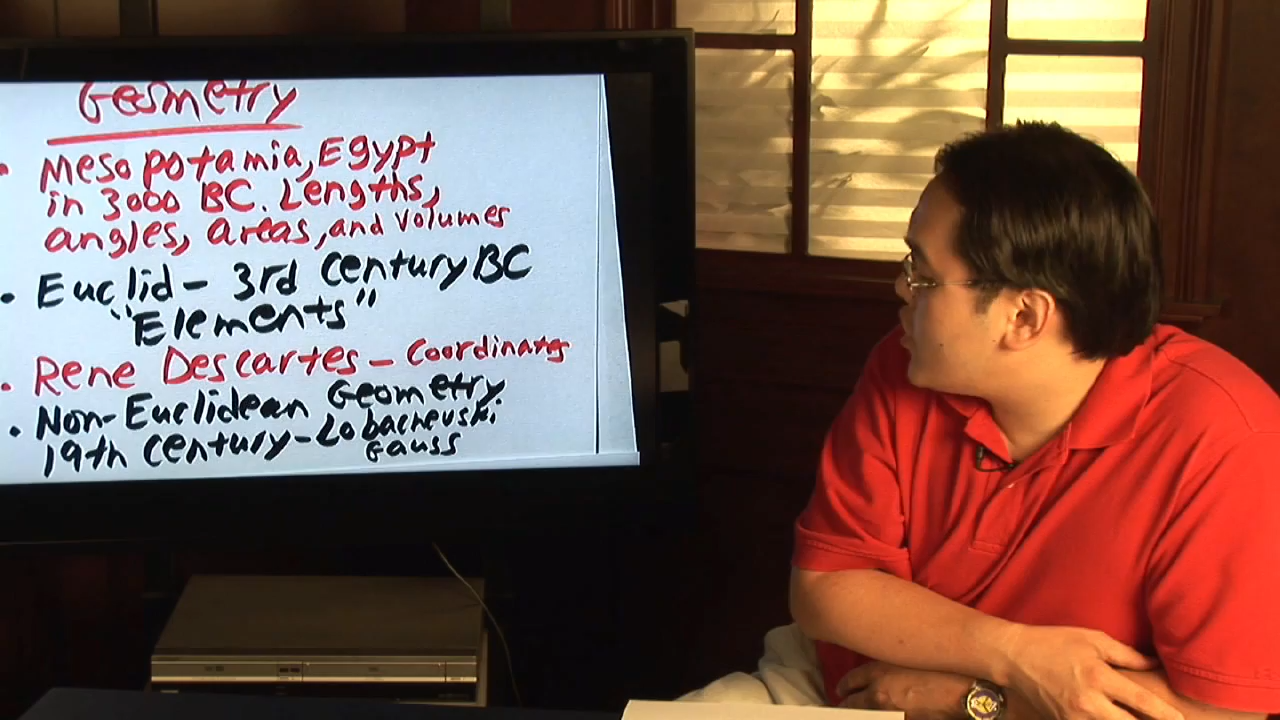 Geometry
• Mesopotamia, Egypt
in 3000 BC. Lengths,
angles, areas, and volumes
• Euclid - 3rd century BC
"Elements"
• Rene Descartes - Coordinates
• Non-Euclidean Geometry
19th century - Lobachevski
Gauss